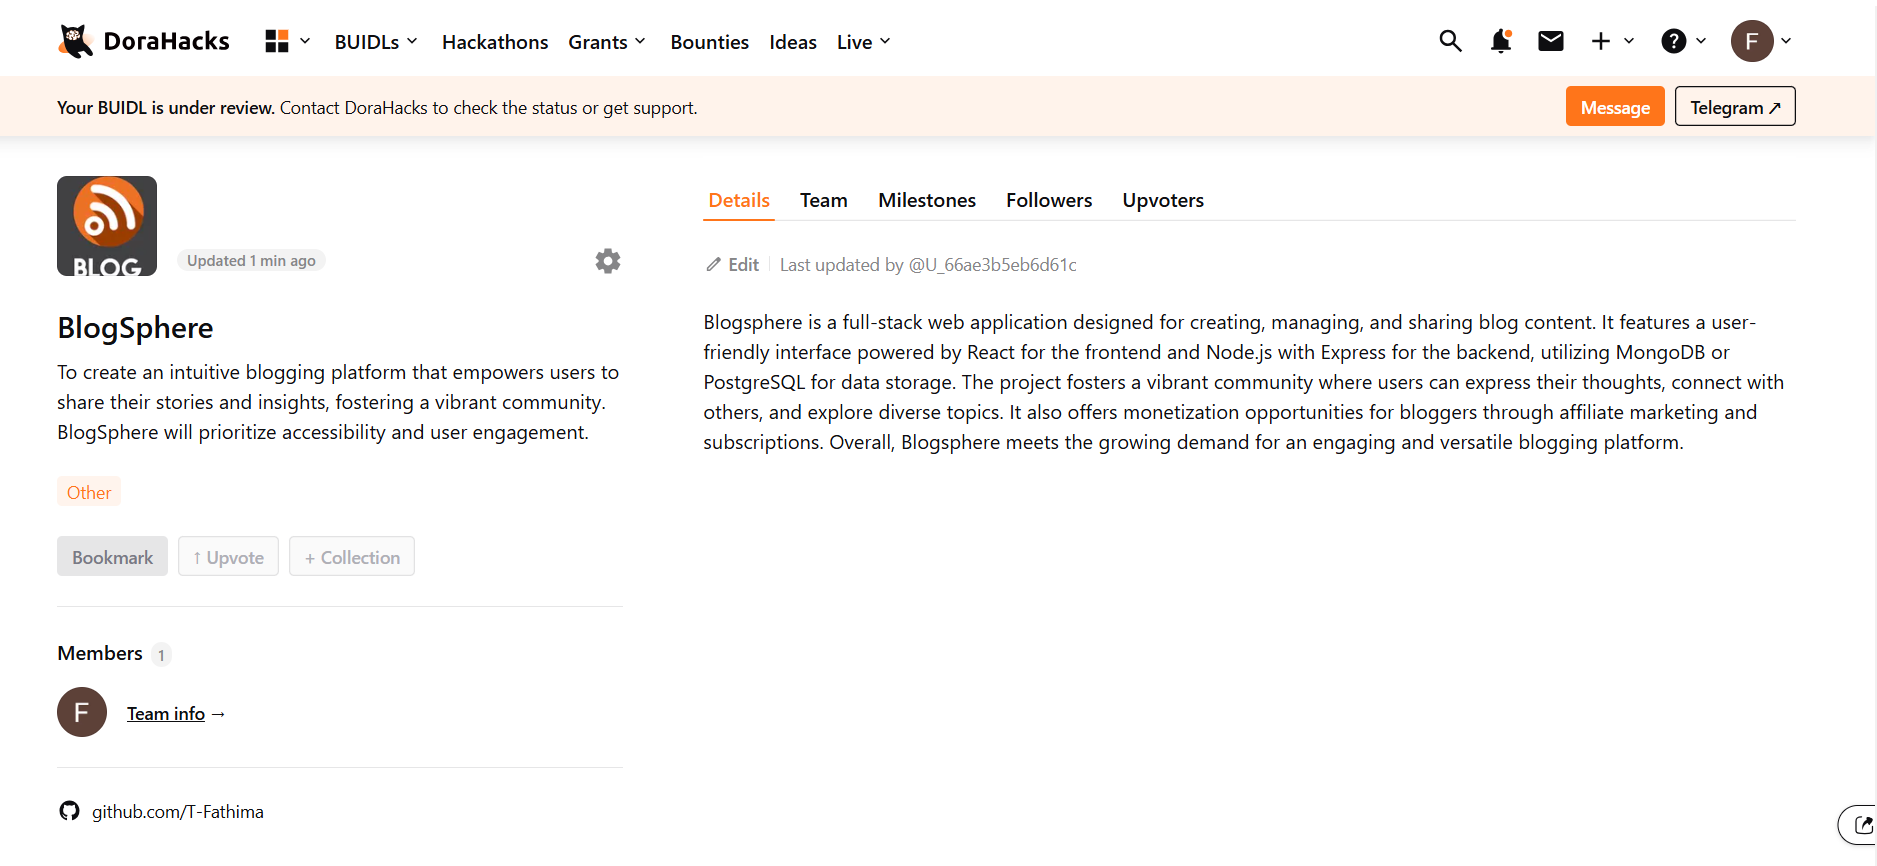 DoraHacks
BUIDLs
Hackathons
Grants
Bounties
Ideas
Live
F
Your BUIDL is under review. Contact DoraHacks to check the status or get support.
Message
Telegram ↗
BLOG
Updated 1 min ago
BlogSphere
To create an intuitive blogging platform that empowers users to
share their stories and insights, fostering a vibrant community.
BlogSphere will prioritize accessibility and user engagement.
Other
Bookmark
↑ Upvote
+ Collection
Members 1
F
Team info →
github.com/T-Fathima
Details
Team
Milestones
Followers
Upvoters
Edit
Last updated by @U_66ae3b5eb6d61c
Blogsphere is a full-stack web application designed for creating, managing, and sharing blog content. It features a user-
friendly interface powered by React for the frontend and Node.js with Express for the backend, utilizing MongoDB or
PostgreSQL for data storage. The project fosters a vibrant community where users can express their thoughts, connect with
others, and explore diverse topics. It also offers monetization opportunities for bloggers through affiliate marketing and
subscriptions. Overall, Blogsphere meets the growing demand for an engaging and versatile blogging platform.